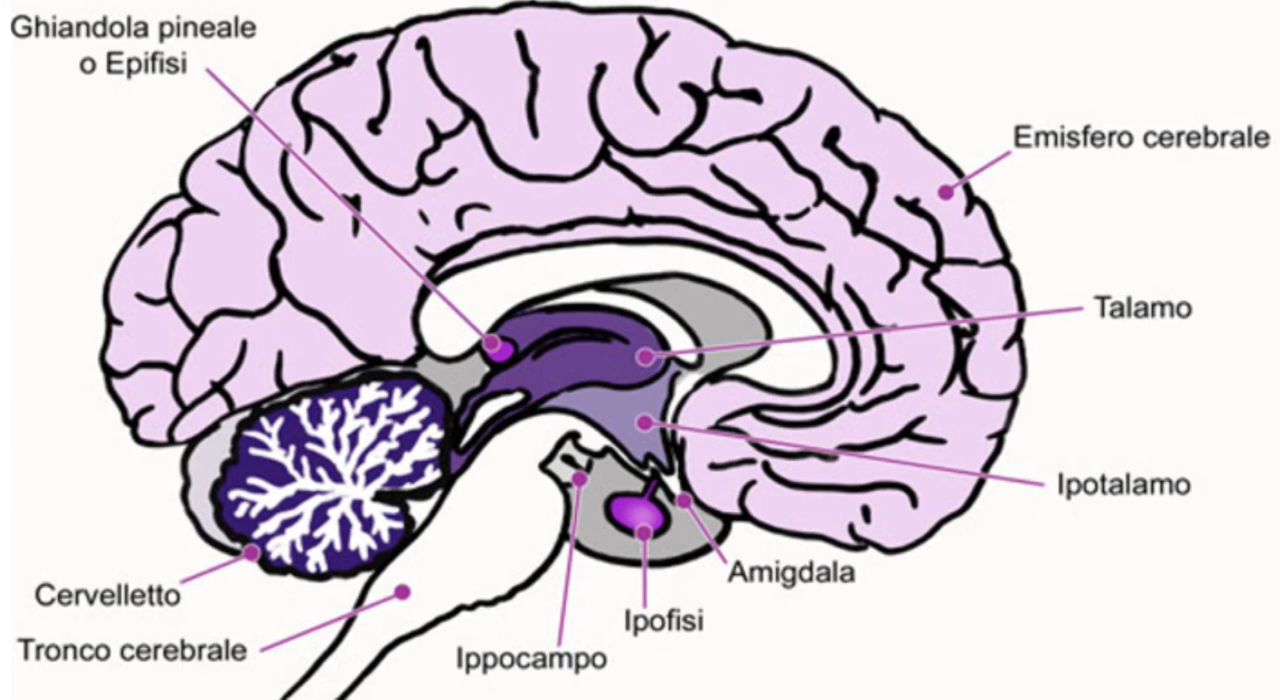 Ghiandola pineale
o Epifisi
Emisfero cerebrale
Talamo
Ipotalamo
Amigdala
Ipofisi
Ippocampo
Cervelletto
Tronco cerebrale